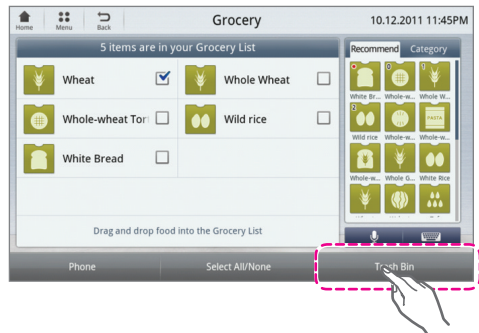 Home Menu Back Grocery 10.12.2011 11:45PM
5 items are in your Grocery List
Recommend Category
Wheat
Whole Wheat
Whole-wheat Tor
Wild rice
White Bread
White Br... Whole-w... Whole W...
Wild rice Whole-w... Whole-w...
PASTA
Whole-w... Whole G... White Rice
Drag and drop food into the Grocery List
Phone Select All/None Trash Bin